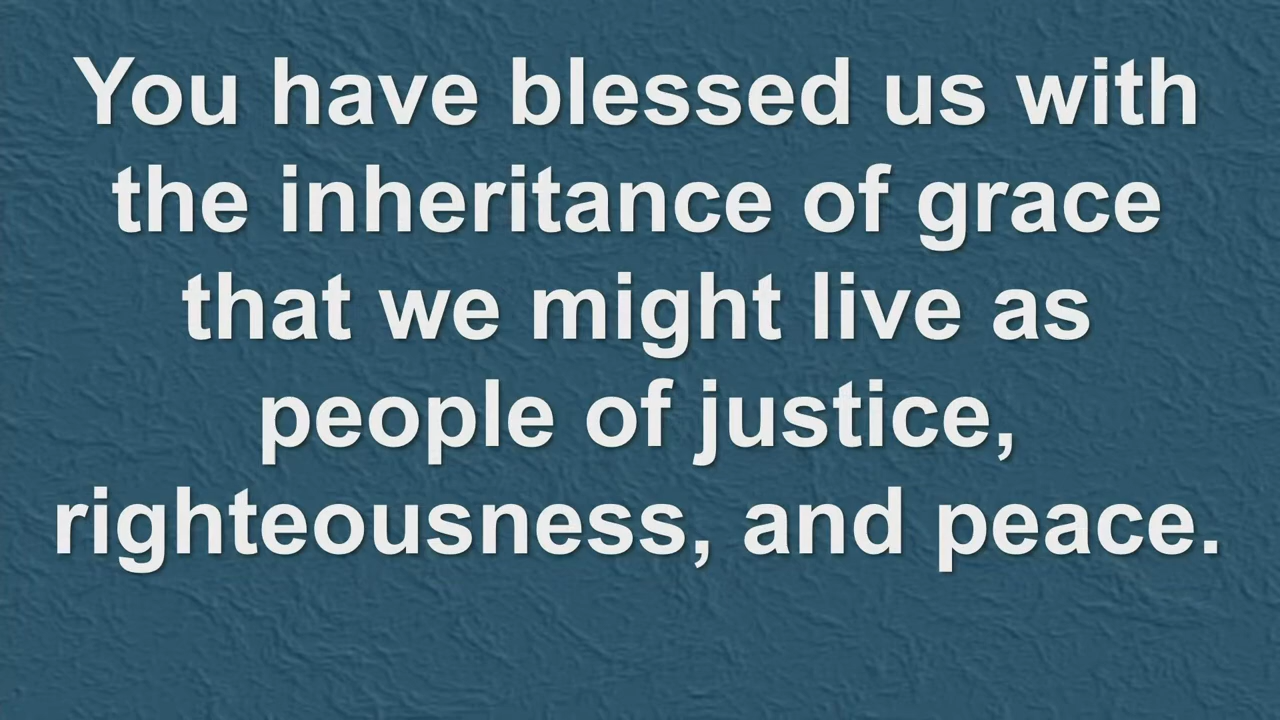 You have blessed us with
the inheritance of grace
that we might live as
people of justice,
righteousness, and peace.